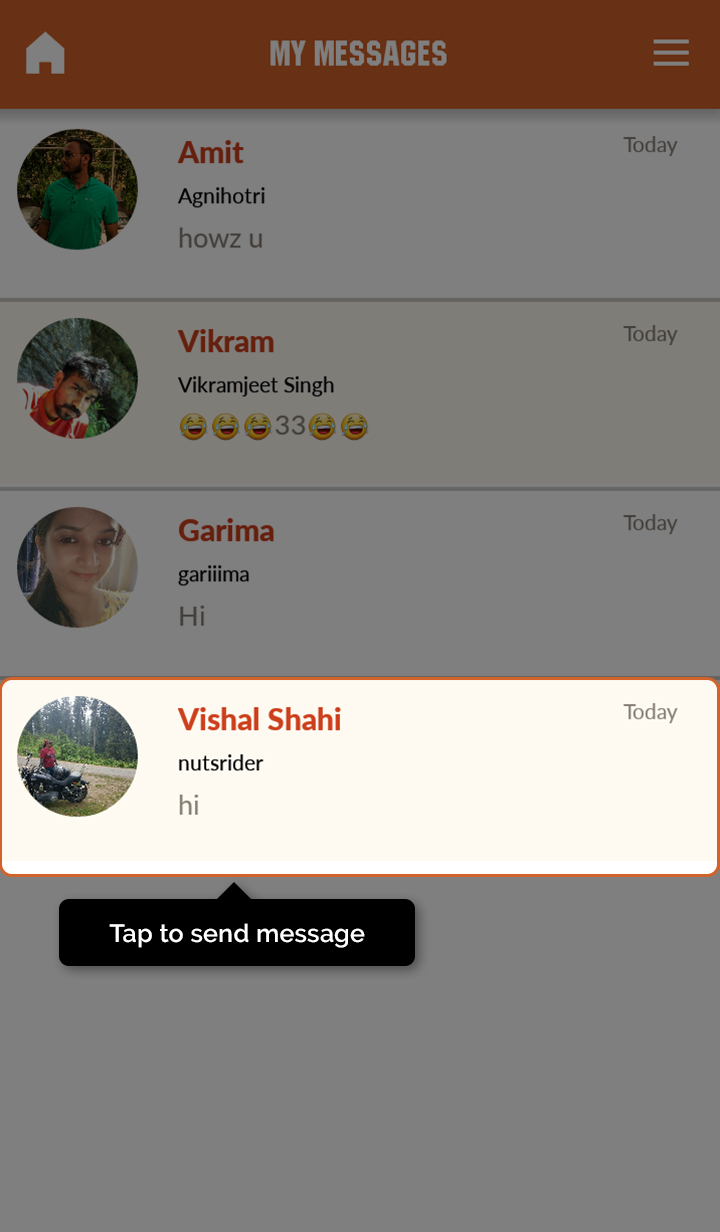 MY MESSAGES
Amit
Today
Agnihotri
howz u
Vikram
Today
Vikramjeet Singh
😂😂😂33😂😂
Garima
Today
gariiima
Hi
Vishal Shahi
Today
nutsrider
hi
Tap to send message